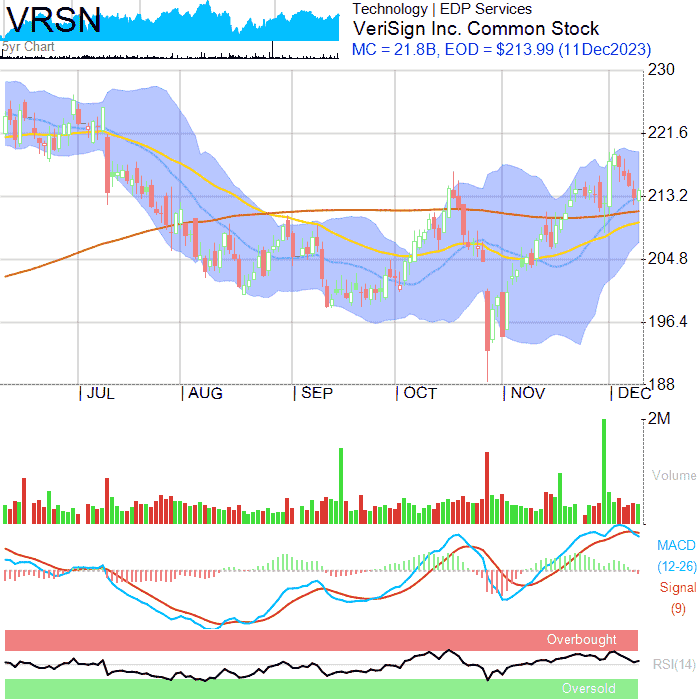 VRSN
5yr Chart
Technology | EDP Services
VeriSign Inc. Common Stock
MC = 21.8B, EOD = $213.99 (11Dec2023)
230
221.6
213.2
204.8
196.4
188
|JUL |AUG |SEP |OCT |NOV |DEC
2M
Volume
MACD
(12-26)
Signal
(9)
Overbought
RSI(14)
Oversold